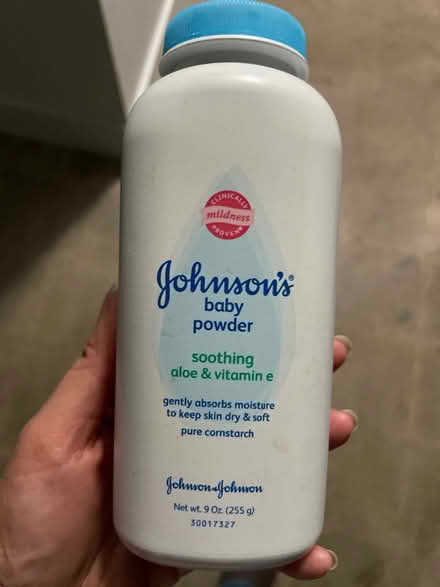 CLINICALLY
mildness
PROVEN
Johnson's®
baby
powder
soothing
aloe & vitamin e
gently absorbs moisture
to keep skin dry & soft
pure cornstarch
Johnson & Johnson
Net wt. 9 Oz. (255 g)
30017327